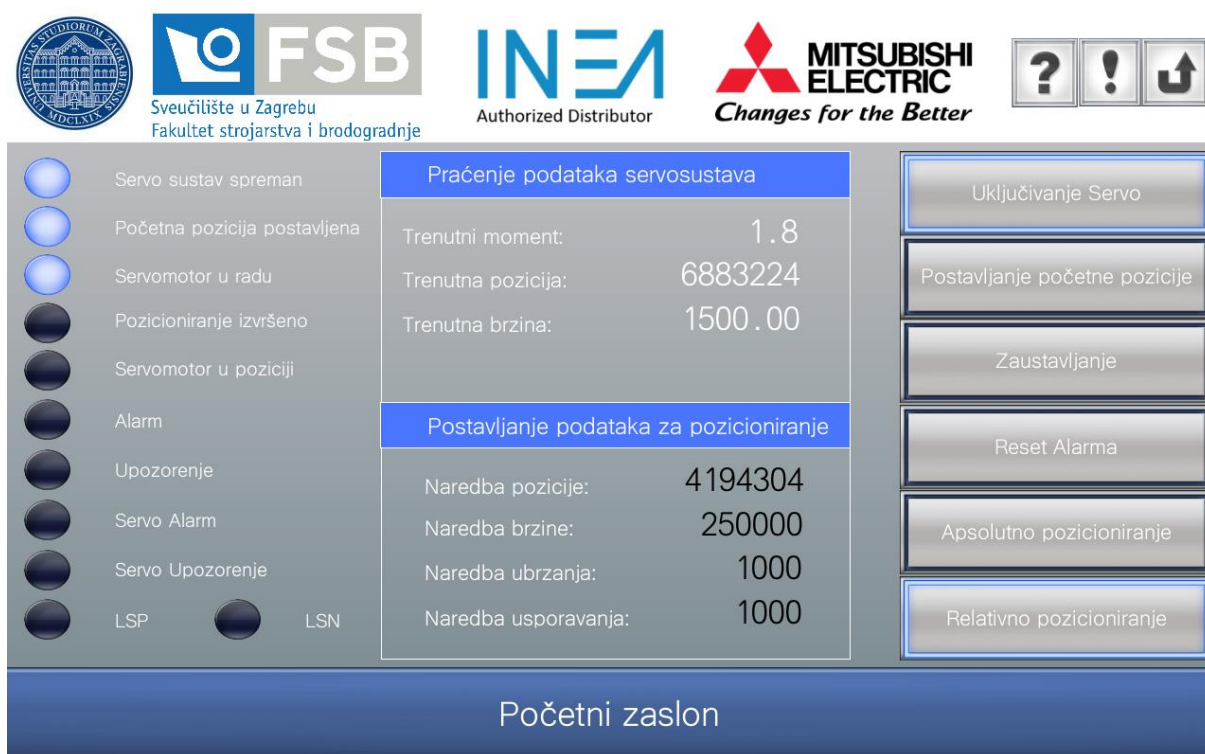 STUDIORUM ZAGRABIENSIS
MDCLXIX
FSB
Sveučilište u Zagrebu
Fakultet strojarstva i brodogradnje
INEA
Authorized Distributor
MITSUBISHI
ELECTRIC
Changes for the Better
? !
Servo sustav spreman
Početna pozicija postavljena
Servomotor u radu
Pozicioniranje izvršeno
Servomotor u poziciji
Alarm
Upozorenje
Servo Alarm
Servo Upozorenje
LSP LSN
Praćenje podataka servosustava
Trenutni moment: 1.8
Trenutna pozicija: 6883224
Trenutna brzina: 1500.00
Postavljanje podataka za pozicioniranje
Naredba pozicije: 4194304
Naredba brzine: 250000
Naredba ubrzanja: 1000
Naredba usporavanja: 1000
Uključivanje Servo
Postavljanje početne pozicije
Zaustavljanje
Reset Alarma
Apsolutno pozicioniranje
Relativno pozicioniranje
Početni zaslon